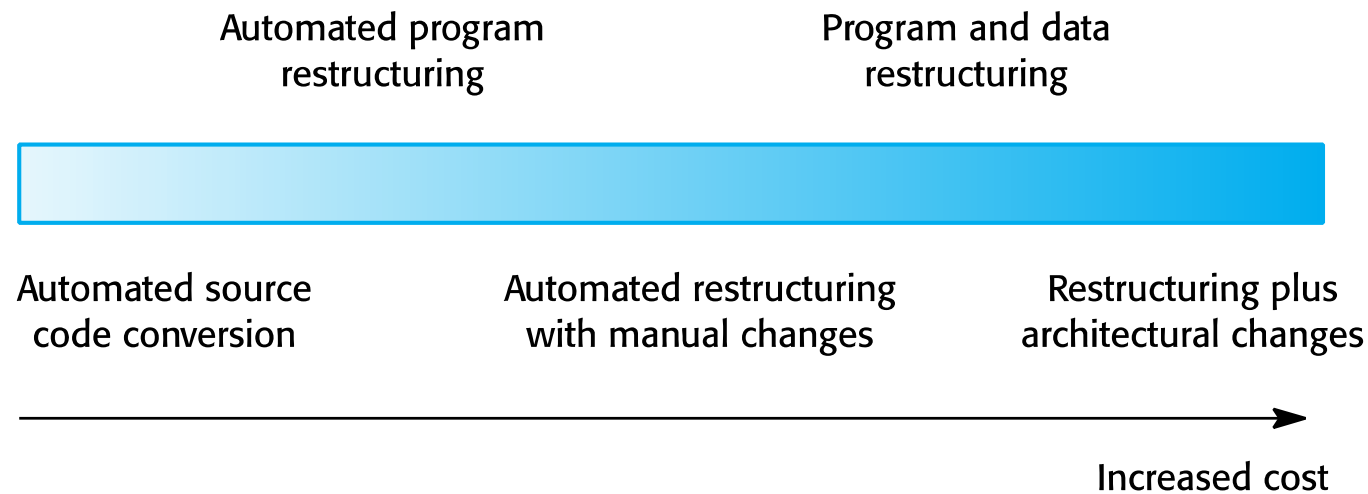 Automated program
restructuring
Program and data
restructuring
Automated source
code conversion
Automated restructuring
with manual changes
Restructuring plus
architectural changes
Increased cost